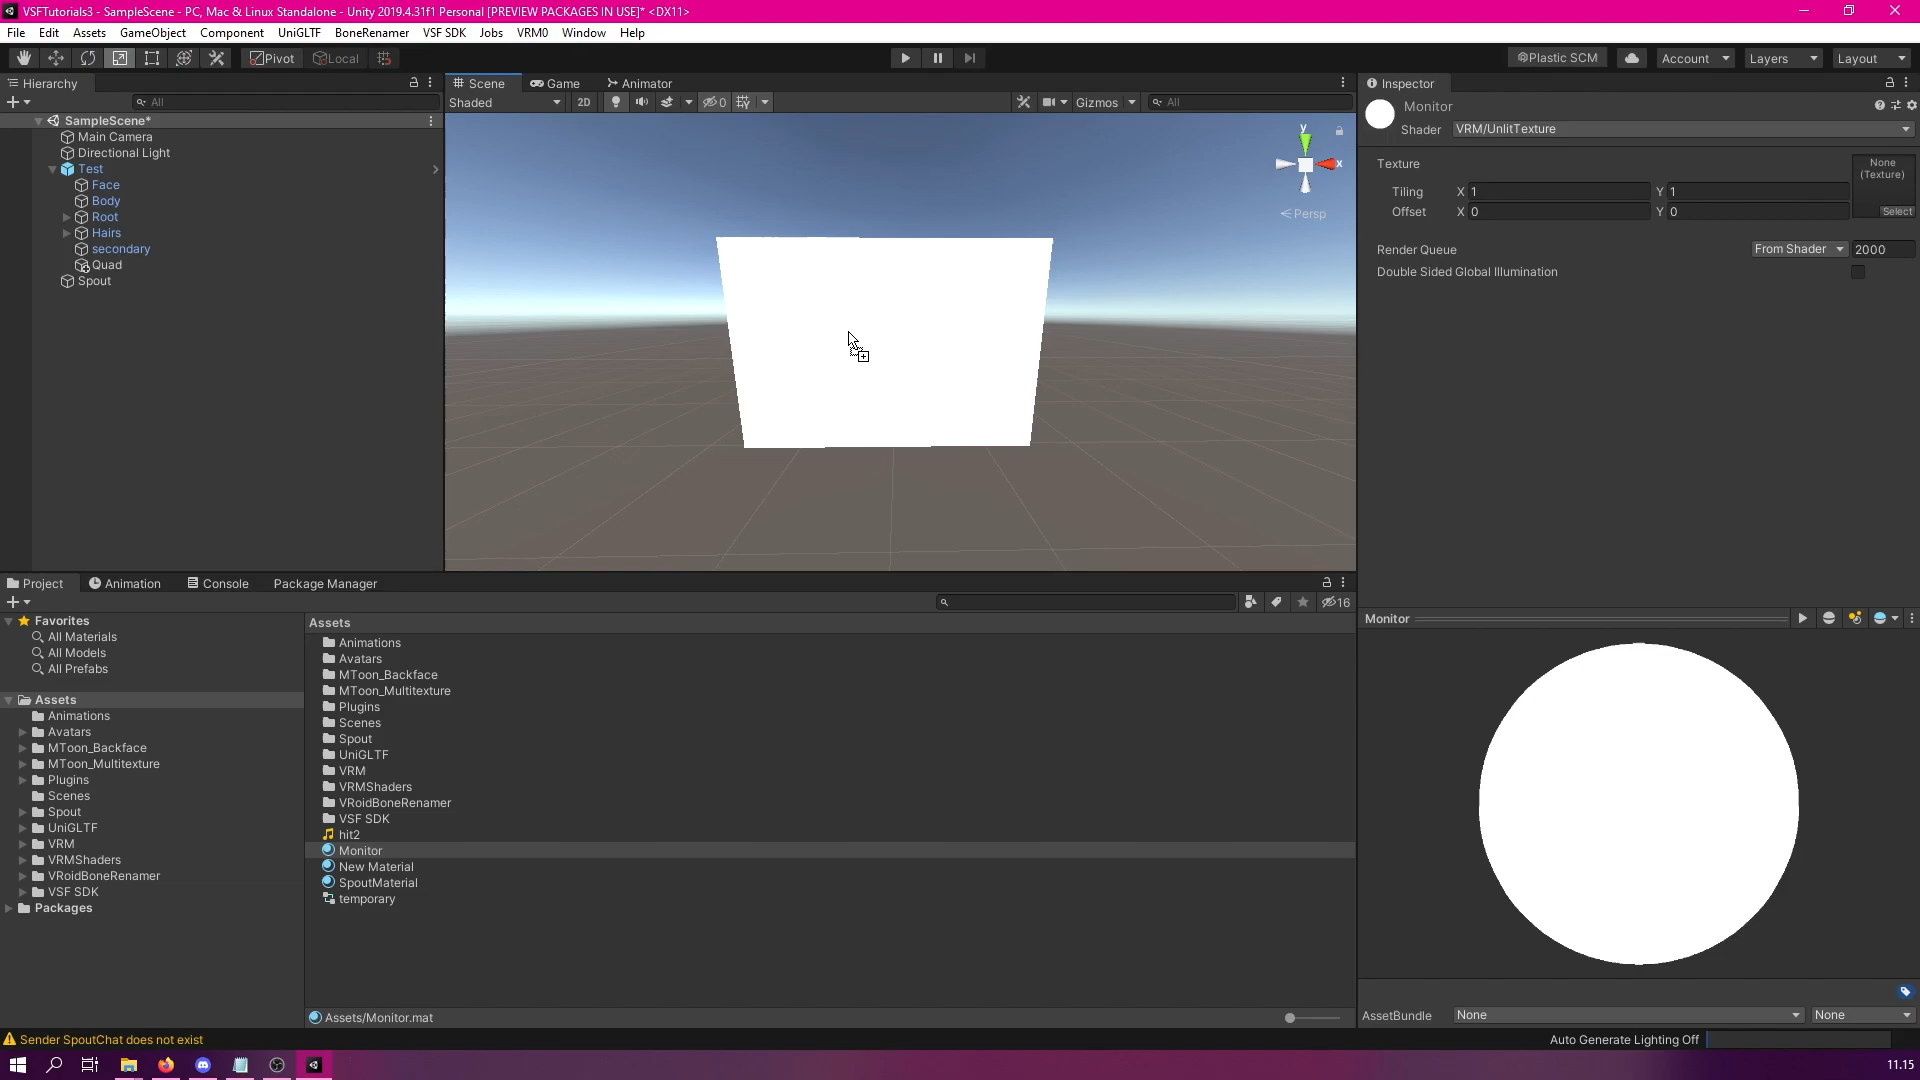 VSFTutorials3 - SampleScene - PC, Mac & Linux Standalone - Unity 2019.4.31f1 Personal [PREVIEW PACKAGES IN USE]* <DX11>
File Edit Assets GameObject Component UniGLTF BoneRenamer VSF SDK Jobs VRM0 Window Help
Pivot Local Plastic SCM Account Layers Layout
Hierarchy Scene Game Animator Inspector
All Shaded 2D 0 Gizmos All
Monitor
Shader VRM/UnlitTexture
SampleScene*
Main Camera
Directional Light
Test
Face
Body
Root
Hairs
secondary
Quad
Spout
y
x
Persp
Texture None
(Texture)
Tiling X 1 Y 1
Offset X 0 Y 0 Select
Render Queue From Shader 2000
Double Sided Global Illumination
Project Animation Console Package Manager
16
Favorites
All Materials
All Models
All Prefabs
Assets
Animations
Avatars
MToon_Backface
MToon_Multitexture
Plugins
Scenes
Spout
UniGLTF
VRM
VRMShaders
VRoidBoneRenamer
VSF SDK
Packages
Assets
Animations
Avatars
MToon_Backface
MToon_Multitexture
Plugins
Scenes
Spout
UniGLTF
VRM
VRMShaders
VRoidBoneRenamer
VSF SDK
hit2
Monitor
New Material
SpoutMaterial
temporary
Assets/Monitor.mat
Monitor
AssetBundle None None
Sender SpoutChat does not exist
Auto Generate Lighting Off
11.15